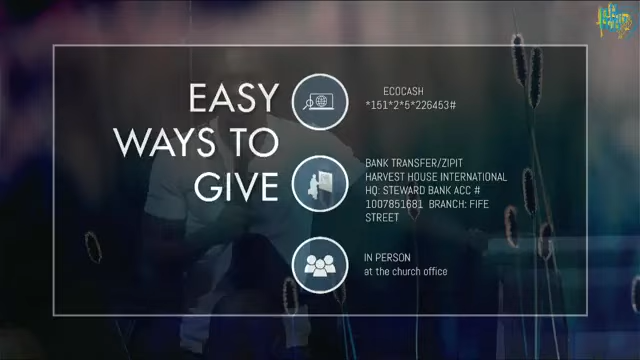 EASY
WAYS TO
GIVE
ECOCASH
*151*2*5*226453#
BANK TRANSFER/ZIPIT
HARVEST HOUSE INTERNATIONAL
HQ: STEWARD BANK ACC #
1007851681 BRANCH: FIFE
STREET
IN PERSON
at the church office